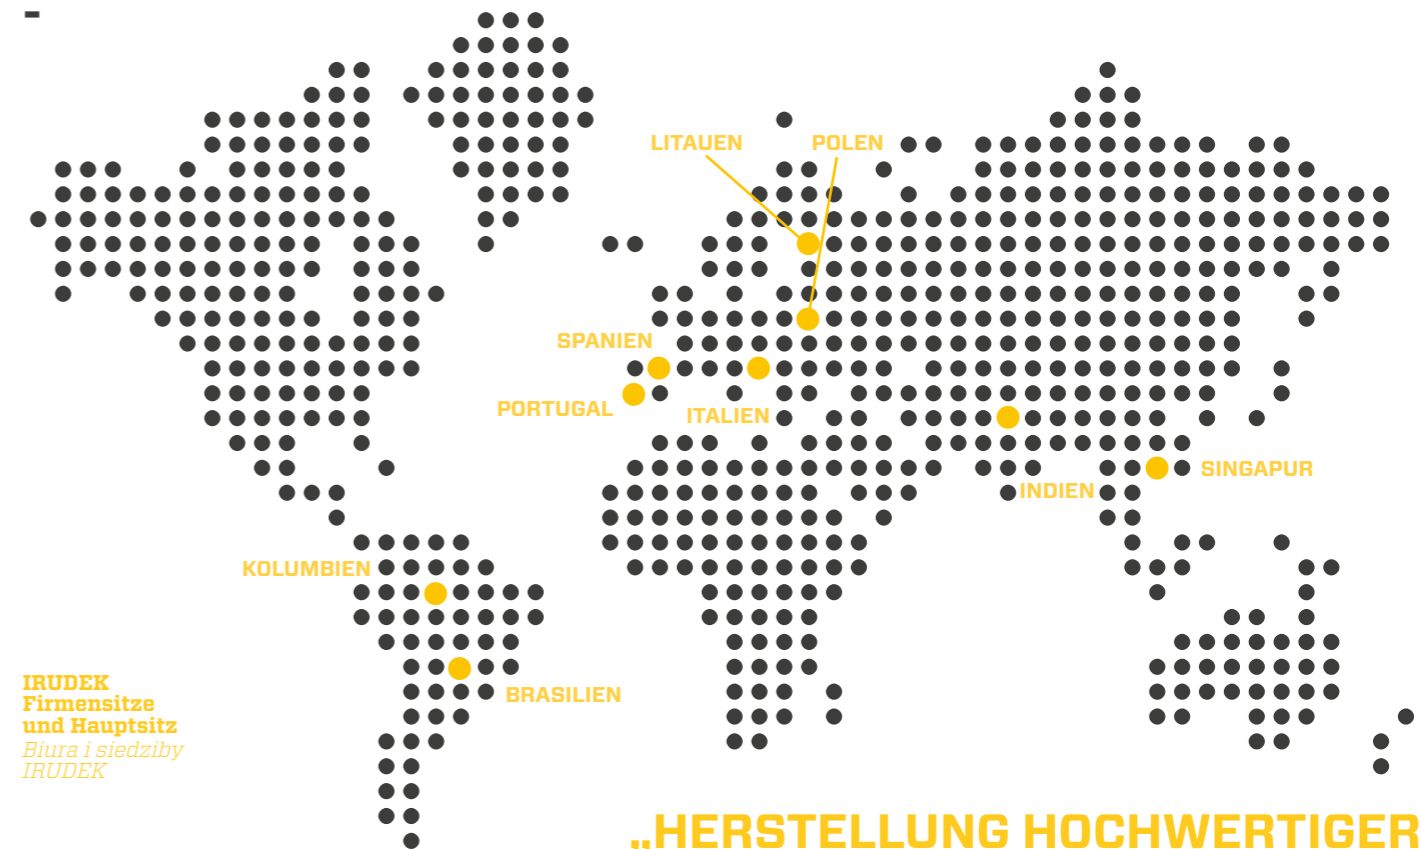 LITAUEN
POLEN
SPANIEN
PORTUGAL
ITALIEN
SINGAPUR
INDIEN
KOLUMBIEN
BRASILIEN
IRUDEK
Firmensitze
und Hauptsitz
Biura i siedziby
IRUDEK
„HERSTELLUNG HOCHWERTIGER